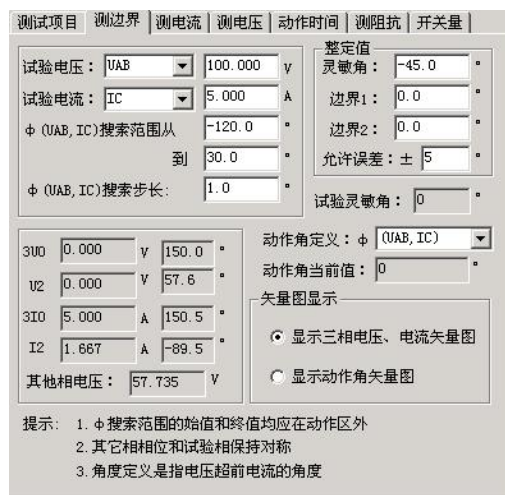 测试项目 测边界 测电流 测电压 动作时间 测阻抗 开关量
试验电压： UAB 100.000 V
试验电流： IC 5.000 A
φ(UAB,IC)搜索范围从 -120.0 °
到 30.0 °
φ(UAB,IC)搜索步长: 1.0 °
整定值
灵敏角： -45.0 °
边界1： 0.0 °
边界2： 0.0 °
允许误差：± 5 °
试验灵敏角： 0 °
3U0 0.000 V 150.0 °
U2 0.000 V 57.6 °
3I0 5.000 A 150.5 °
I2 1.667 A -89.5 °
其他相电压： 57.735 V
动作角定义：φ (UAB,IC)
动作角当前值： 0 °
矢量图显示
显示三相电压、电流矢量图
显示动作角矢量图
提示: 1.φ搜索范围的始值和终值均应在动作区外
2.其它相相位和试验相保持对称
3.角度定义是指电压超前电流的角度